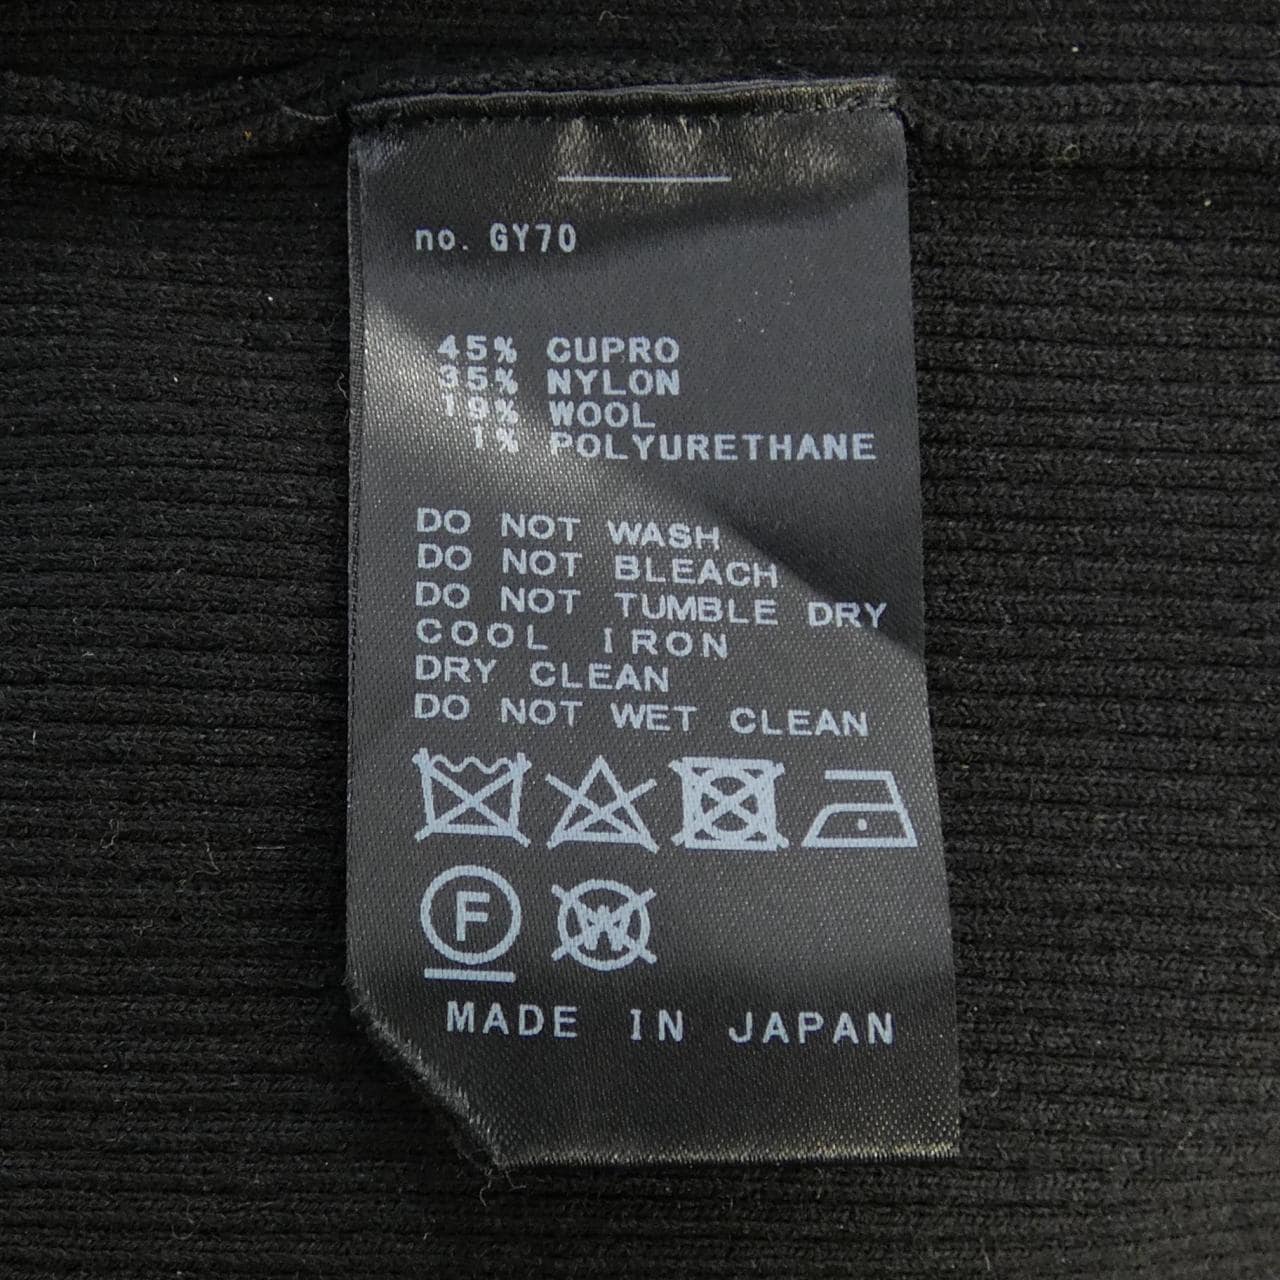 no. GY70
45% CUPRO
35% NYLON
19% WOOL
1% POLYURETHANE
DO NOT WASH
DO NOT BLEACH
DO NOT TUMBLE DRY
COOL IRON
DRY CLEAN
DO NOT WET CLEAN
F W
MADE IN JAPAN